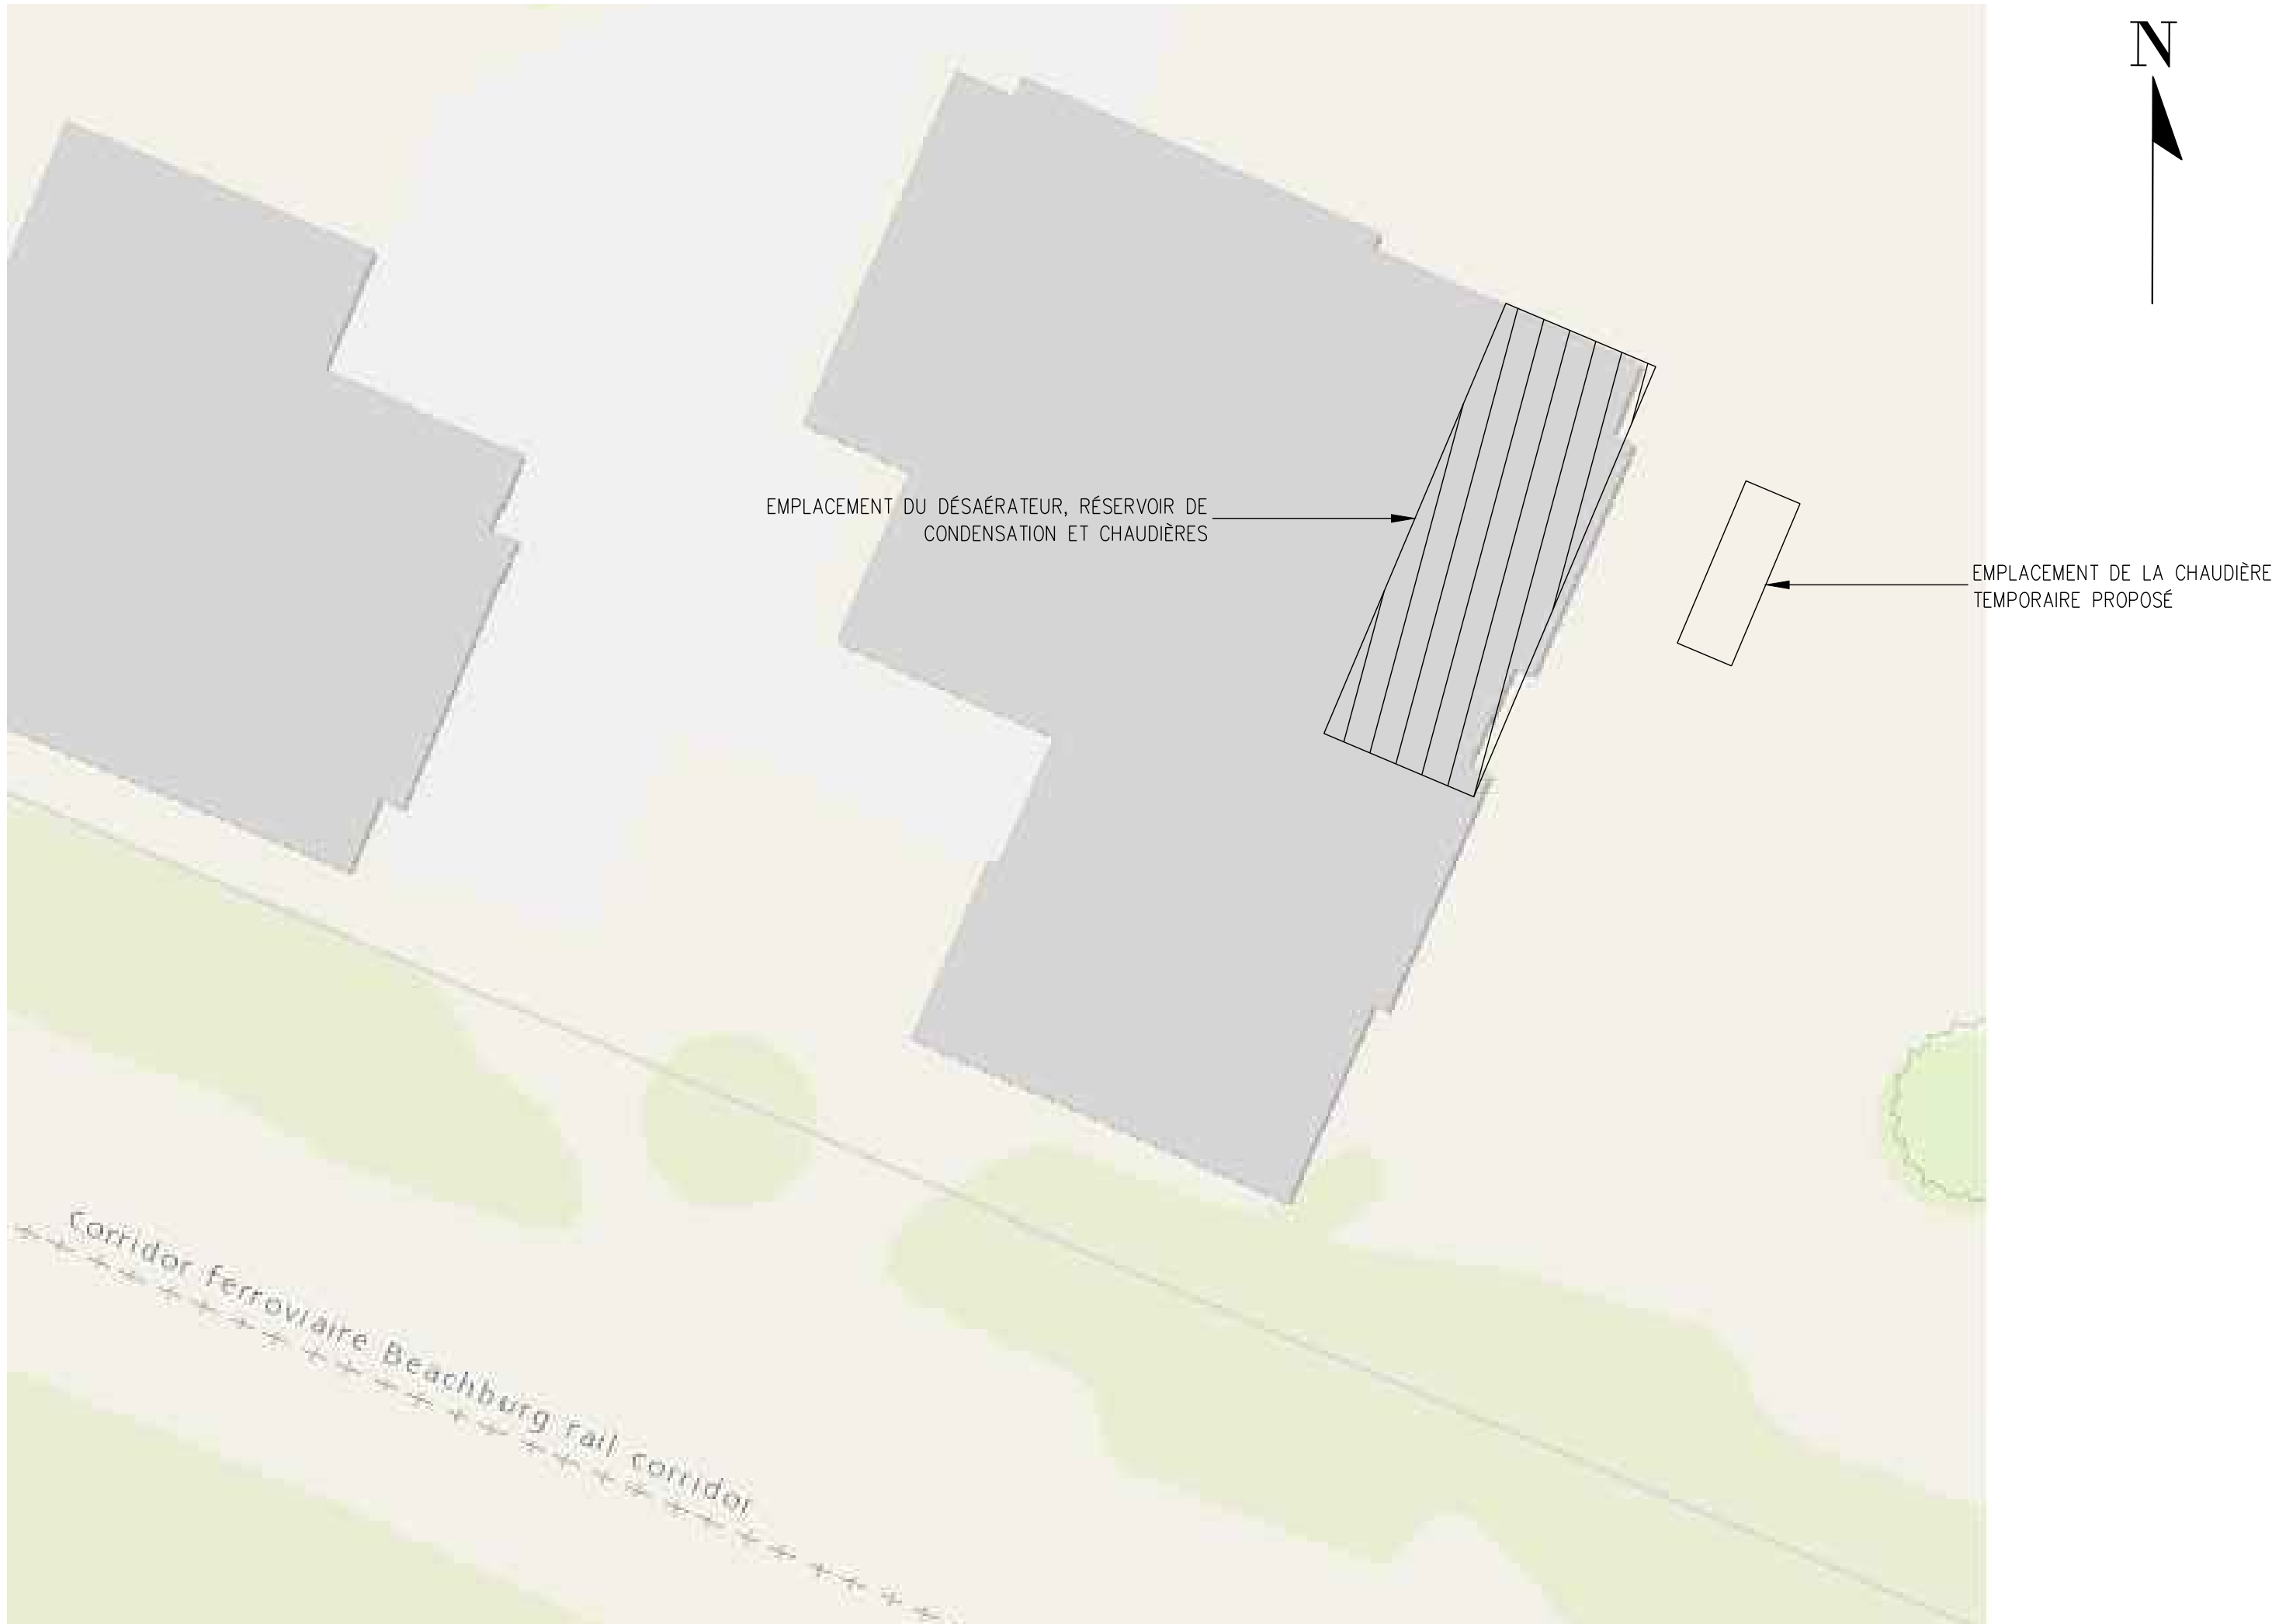 N
EMPLACEMENT DU DÉSAÉRATEUR, RÉSERVOIR DE
CONDENSATION ET CHAUDIÈRES
EMPLACEMENT DE LA CHAUDIÈRE
TEMPORAIRE PROPOSÉ
Corridor ferroviaire Beachburg rail corridor